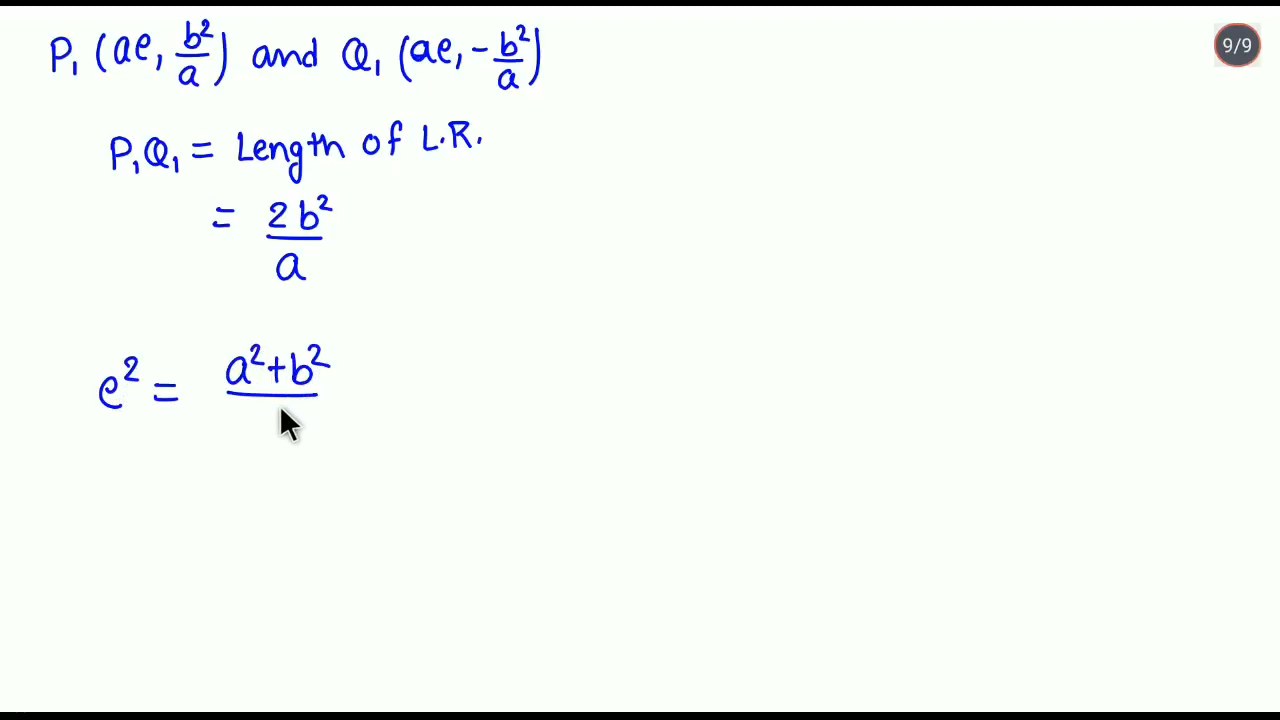 P₁ (ae, b²/a) and Q₁ (ae, -b²/a)
9/9
P₁Q₁ = Length of L.R.
= 2b²/a
e² = a²+b²